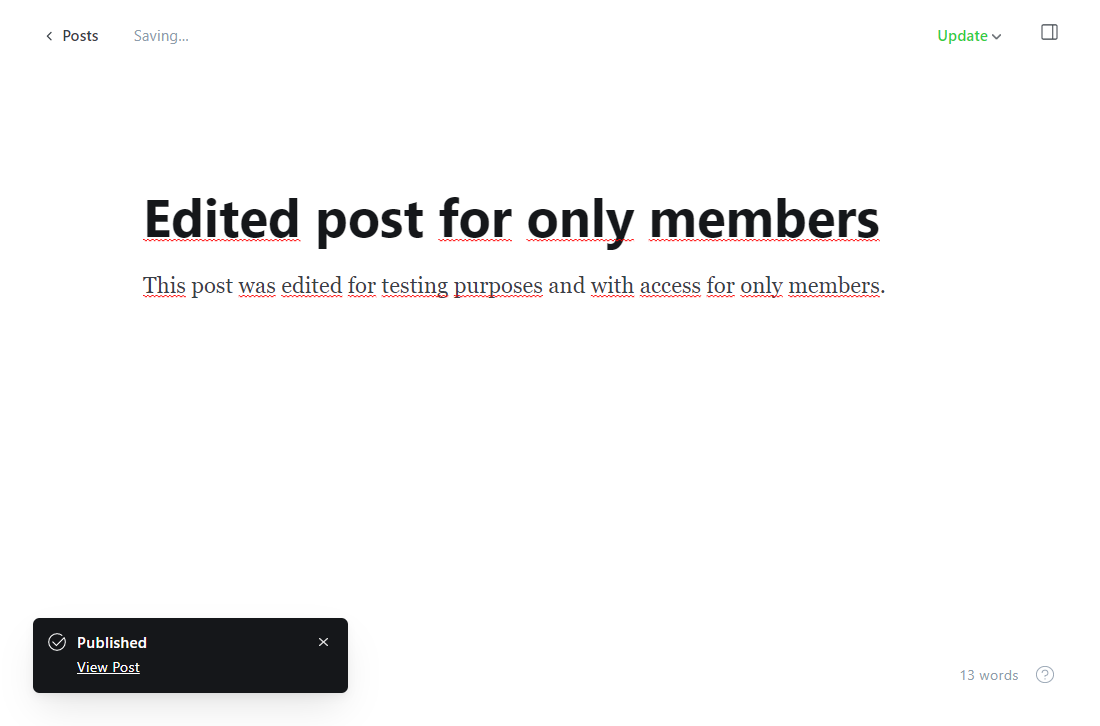 Posts
Saving...
Update
Edited post for only members
This post was edited for testing purposes and with access for only members.
Published
View Post
13 words
?